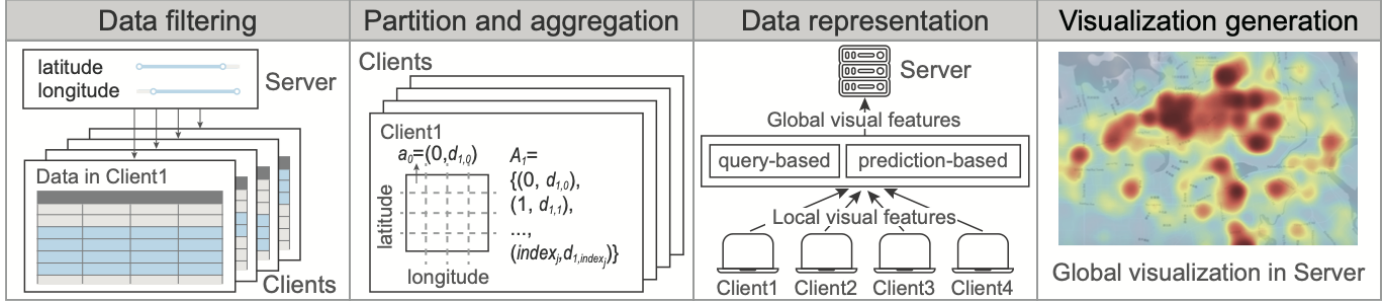 Data filtering
Partition and aggregation
Data representation
Visualization generation
latitude
longitude
Server
Data in Client1
Clients
Clients
Client1
a₀=(0,d₁,₀)
latitude
longitude
A₁=
{(0, d₁,₀),
(1, d₁,₁),
...,
(indexⱼ,d₁,indexⱼ)}
Server
Global visual features
query-based
prediction-based
Local visual features
Client1
Client2
Client3
Client4
Global visualization in Server